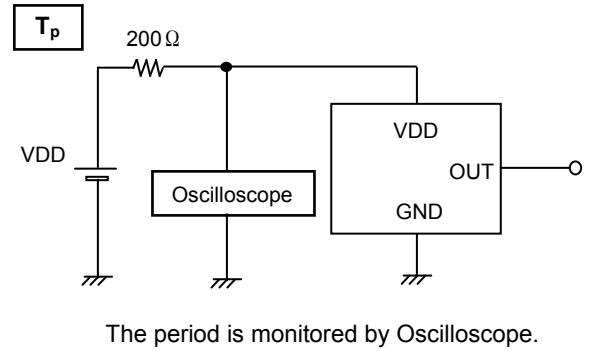 Tp
200Ω
VDD
VDD
OUT
Oscilloscope
GND
The period is monitored by Oscilloscope.